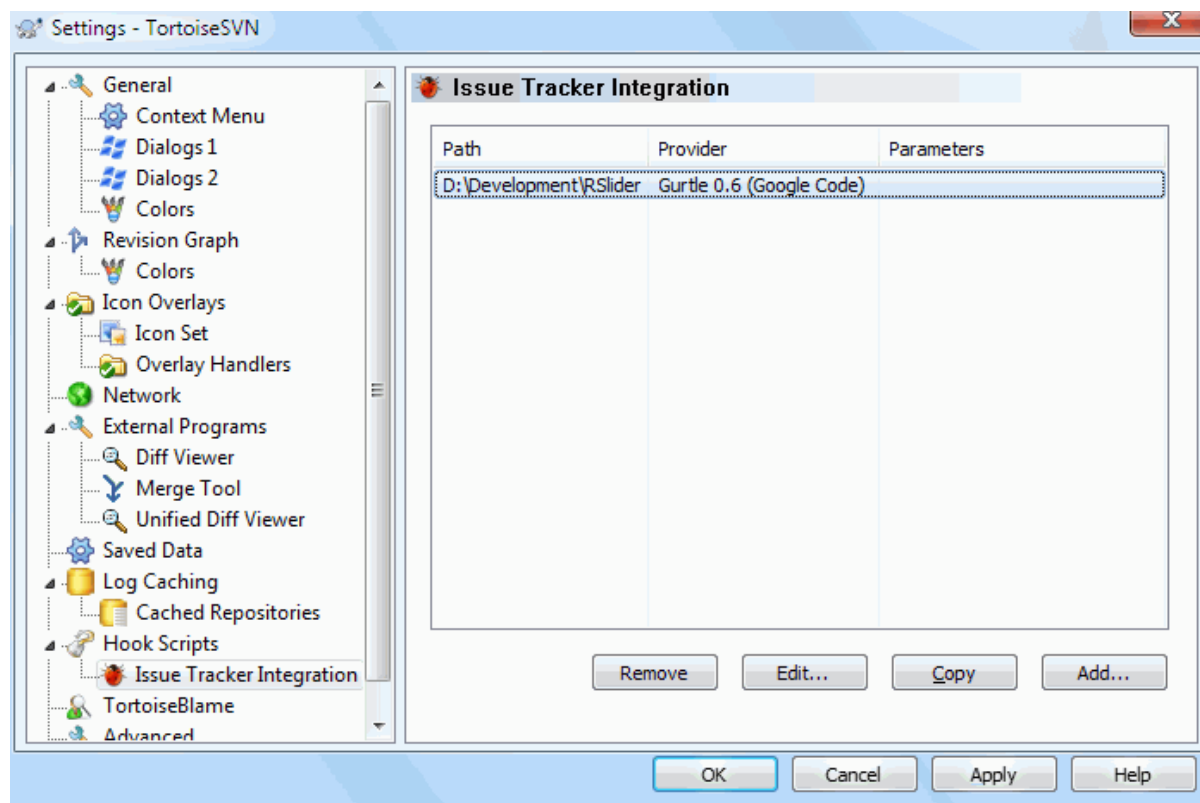 Settings - TortoiseSVN
General
Context Menu
Dialogs 1
Dialogs 2
Colors
Revision Graph
Colors
Icon Overlays
Icon Set
Overlay Handlers
Network
External Programs
Diff Viewer
Merge Tool
Unified Diff Viewer
Saved Data
Log Caching
Cached Repositories
Hook Scripts
Issue Tracker Integration
TortoiseBlame
Advanced
Issue Tracker Integration
Path Provider Parameters
D:\Development\RSlider Gurtle 0.6 (Google Code)
Remove Edit... Copy Add...
OK Cancel Apply Help